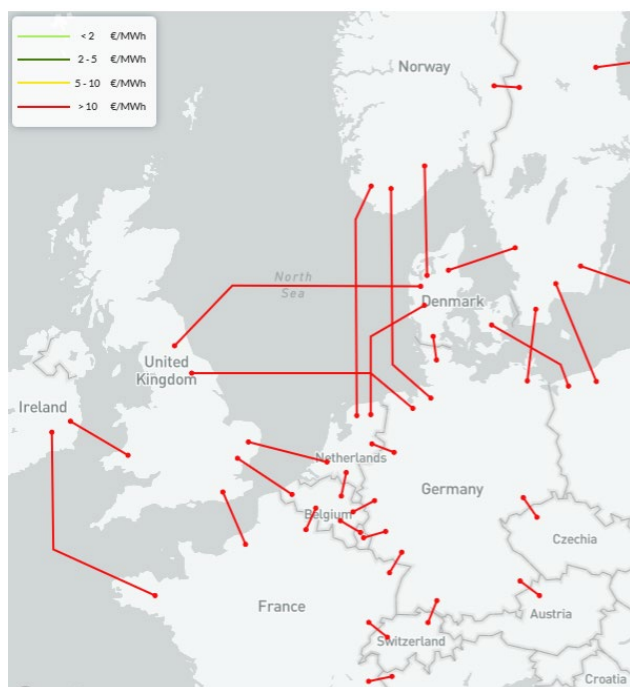 < 2 €/MWh
2 - 5 €/MWh
5 - 10 €/MWh
> 10 €/MWh
Norway
North
Sea
Denmark
United
Kingdom
Ireland
Netherlands
Germany
Belgium
Czechia
France
Austria
Switzerland
Croatia